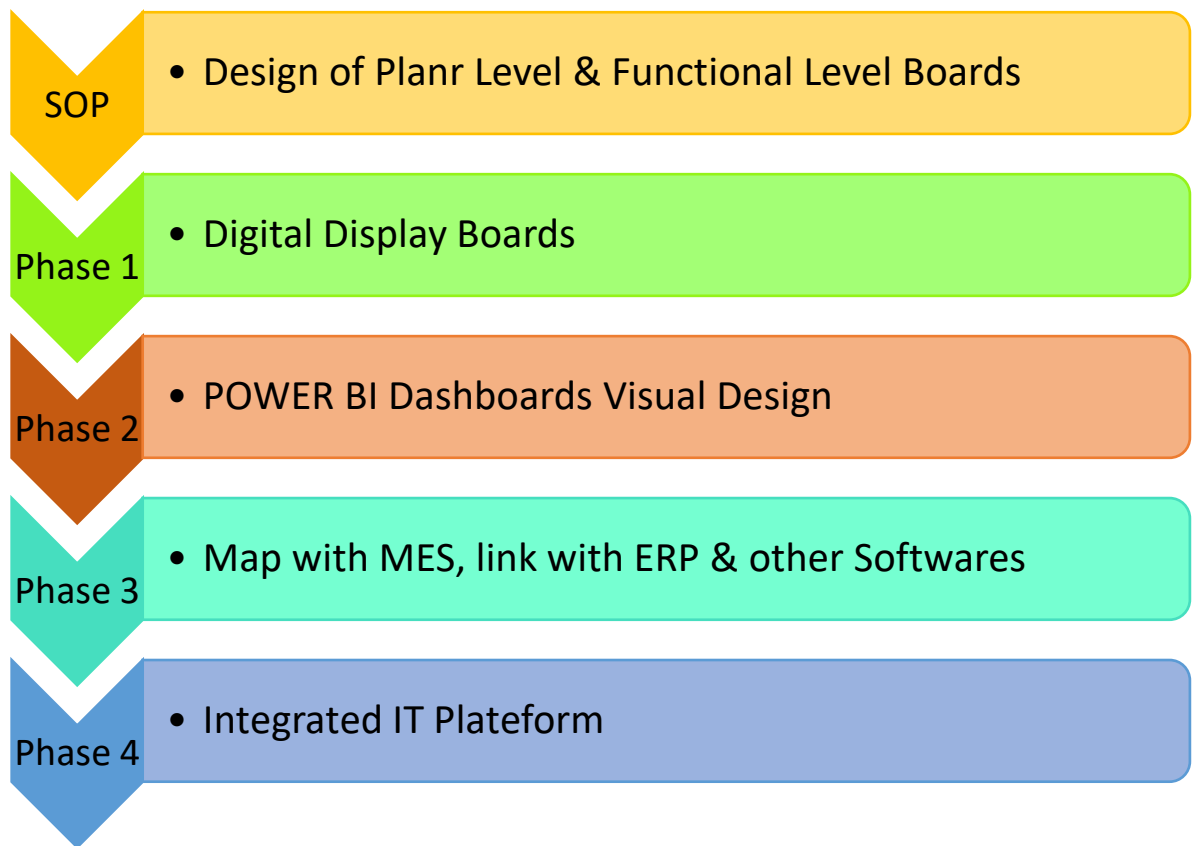 SOP
• Design of Planr Level & Functional Level Boards
Phase 1
• Digital Display Boards
Phase 2
• POWER BI Dashboards Visual Design
Phase 3
• Map with MES, link with ERP & other Softwares
Phase 4
• Integrated IT Plateform